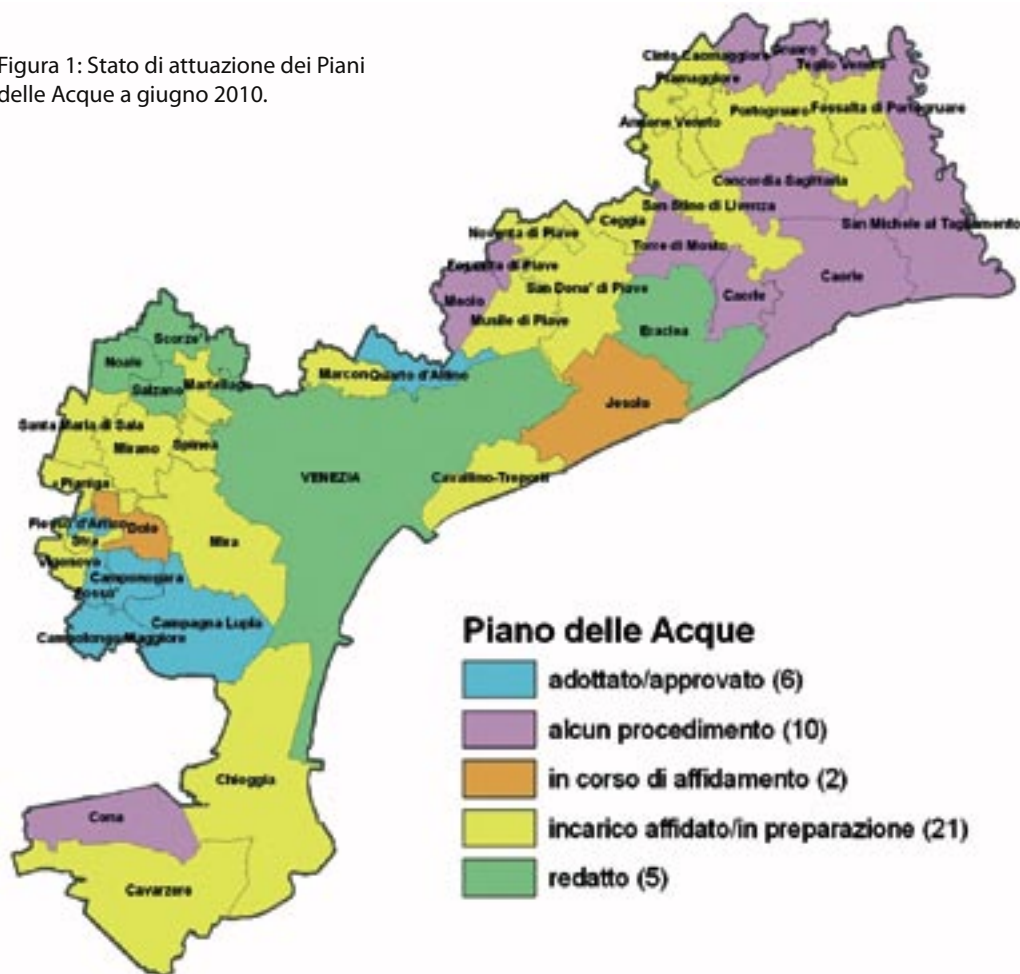 Figura 1: Stato di attuazione dei Piani
delle Acque a giugno 2010.
Cinto Caomaggiore
Gruaro
Teglio Veneto
Pramaggiore
Portogruaro
Fossalta di Portogruaro
Annone Veneto
Concordia Sagittaria
San Stino di Livenza
San Michele al Tagliamento
Ceggia
Noventa di Piave
Torre di Mosto
Fossalta di Piave
Caorle
San Dona' di Piave
Caorle
Meolo
Musile di Piave
Eraclea
Scorze'
Noale
Marcon
Quarto d'Altino
Salzano
Martellago
Jesolo
Santa Maria di Sala
Mirano
Spinea
VENEZIA
Cavallino-Treporti
Pianiga
Fiesso d'Artico
Dolo
Stra
Mira
Vigonovo
Camponogara
Fosso'
Campagna Lupia
Campolongo Maggiore
Chioggia
Cona
Cavarzere
Piano delle Acque
adottato/approvato (6)
alcun procedimento (10)
in corso di affidamento (2)
incarico affidato/in preparazione (21)
redatto (5)